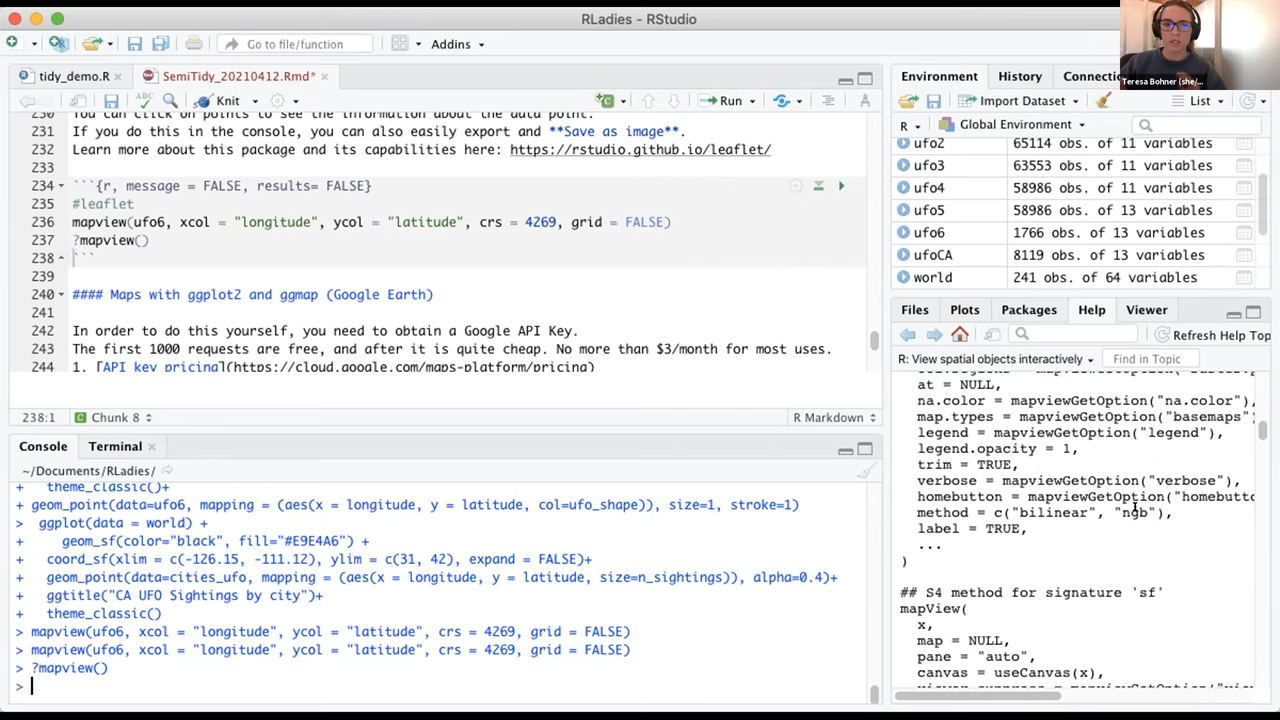 RLadies - RStudio
Go to file/function
Addins
Teresa Bohner (she/...
tidy_demo.R
SemiTidy_20210412.Rmd*
Knit
Run
230 You can click on points to see the information about the data point.
231 If you do this in the console, you can also easily export and **Save as image**.
232 Learn more about this package and its capabilities here: https://rstudio.github.io/leaflet/
233
234 ```{r, message = FALSE, results= FALSE}
235 #leaflet
236 mapview(ufo6, xcol = "longitude", ycol = "latitude", crs = 4269, grid = FALSE)
237 ?mapview()
238 ```
239
240 #### Maps with ggplot2 and ggmap (Google Earth)
241
242 In order to do this yourself, you need to obtain a Google API Key.
243 The first 1000 requests are free, and after it is quite cheap. No more than $3/month for most uses.
244 1. [API key pricing](https://cloud.google.com/maps-platform/pricing)
238:1 Chunk 8 R Markdown
Console Terminal
~/Documents/RLadies/
+ theme_classic()+
+ geom_point(data=ufo6, mapping = (aes(x = longitude, y = latitude, col=ufo_shape)), size=1, stroke=1)
> ggplot(data = world) +
+ geom_sf(color="black", fill="#E9E4A6") +
+ coord_sf(xlim = c(-126.15, -111.12), ylim = c(31, 42), expand = FALSE)+
+ geom_point(data=cities_ufo, mapping = (aes(x = longitude, y = latitude, size=n_sightings)), alpha=0.4)+
+ ggtitle("CA UFO Sightings by city")+
+ theme_classic()
> mapview(ufo6, xcol = "longitude", ycol = "latitude", crs = 4269, grid = FALSE)
> mapview(ufo6, xcol = "longitude", ycol = "latitude", crs = 4269, grid = FALSE)
> ?mapview()
>
Environment History Connec
Import Dataset List
R Global Environment
ufo2 65114 obs. of 11 variables
ufo3 63553 obs. of 11 variables
ufo4 58986 obs. of 11 variables
ufo5 58986 obs. of 13 variables
ufo6 1766 obs. of 13 variables
ufoCA 8119 obs. of 13 variables
world 241 obs. of 64 variables
Files Plots Packages Help Viewer
Refresh Help Top
R: View spatial objects interactively Find in Topic
at = NULL,
na.color = mapviewGetOption("na.color"),
map.types = mapviewGetOption("basemaps"
legend = mapviewGetOption("legend"),
legend.opacity = 1,
trim = TRUE,
verbose = mapviewGetOption("verbose"),
homebutton = mapviewGetOption("homebutto
method = c("bilinear", "ngb"),
label = TRUE,
...
)
## S4 method for signature 'sf'
mapView(
x,
map = NULL,
pane = "auto",
canvas = useCanvas(x),